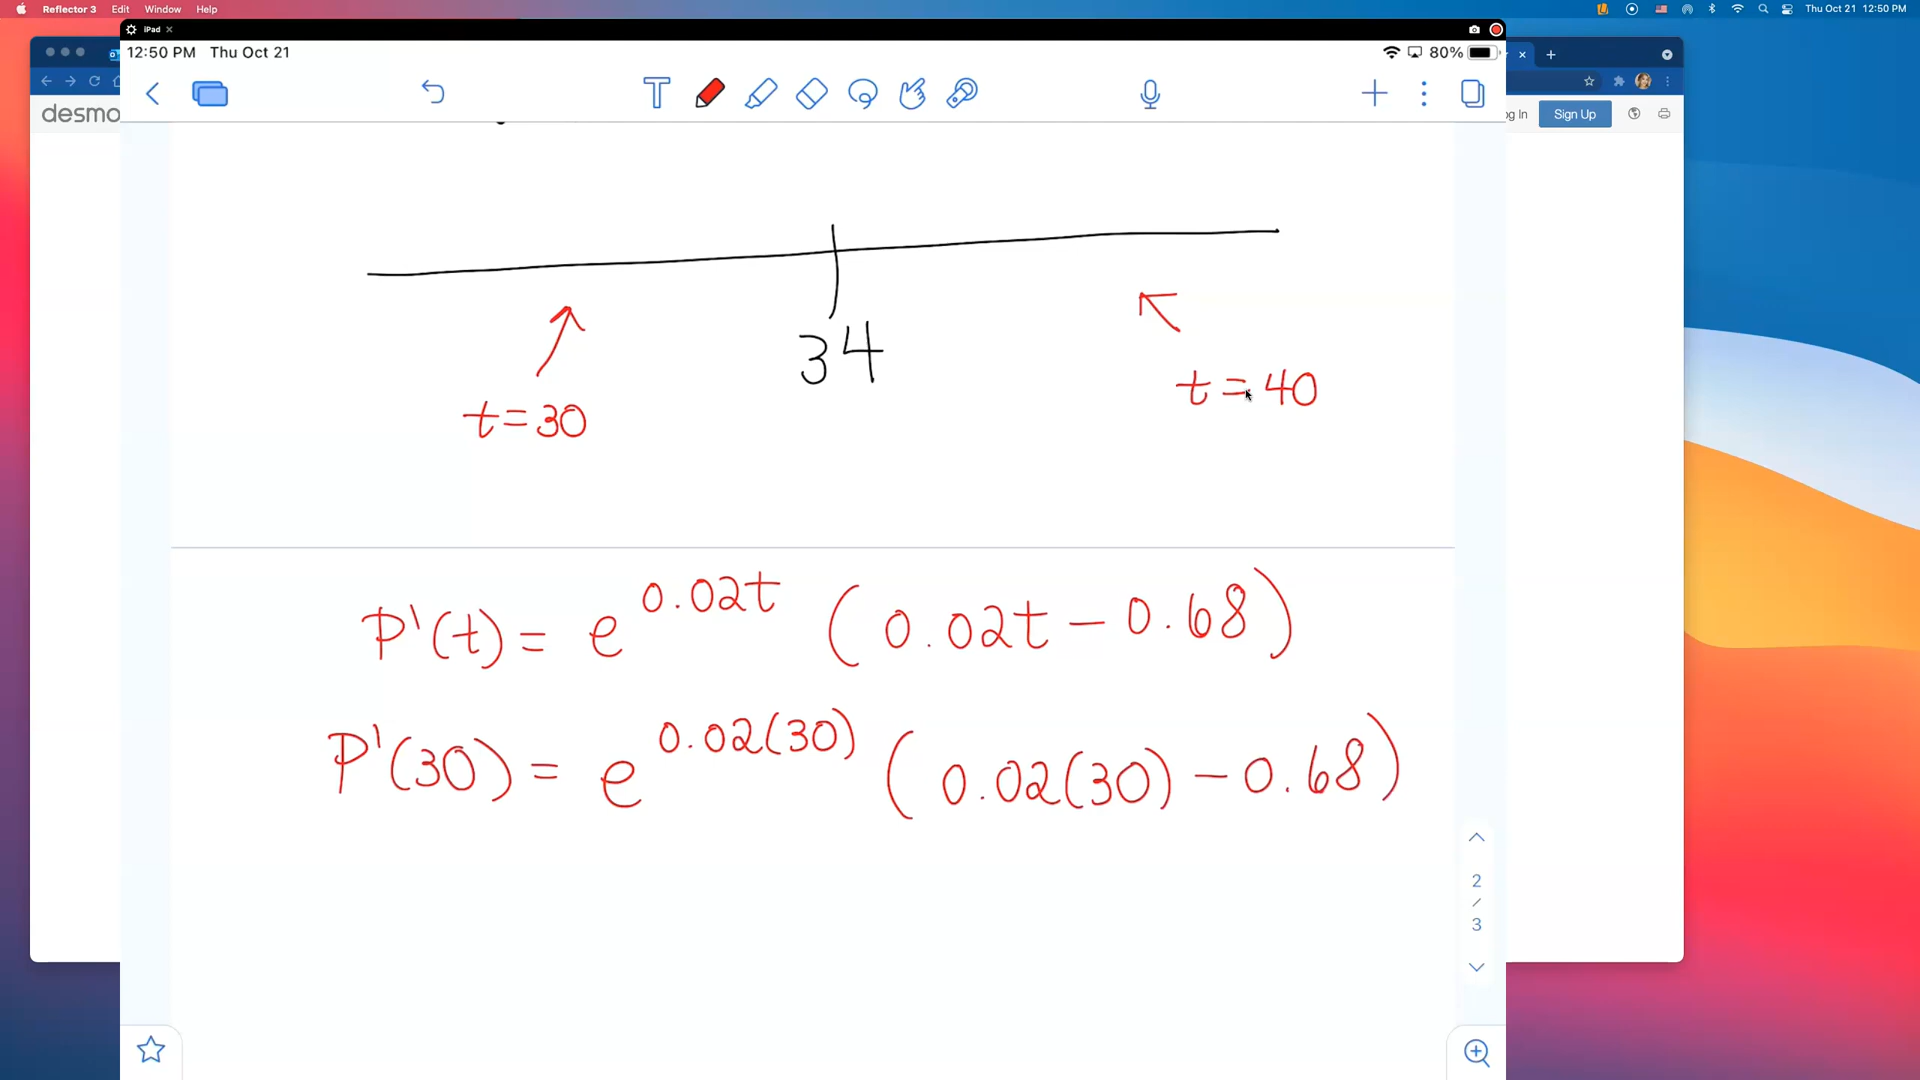 Reflector 3 Edit Window Help
Thu Oct 21 12:50 PM
iPad
12:50 PM Thu Oct 21
80%
desmo
og In
Sign Up
34
t = 30
t = 40
P'(t) = e^0.02t (0.02t - 0.68)
P'(30) = e^0.02(30) (0.02(30) - 0.68)
2
/
3